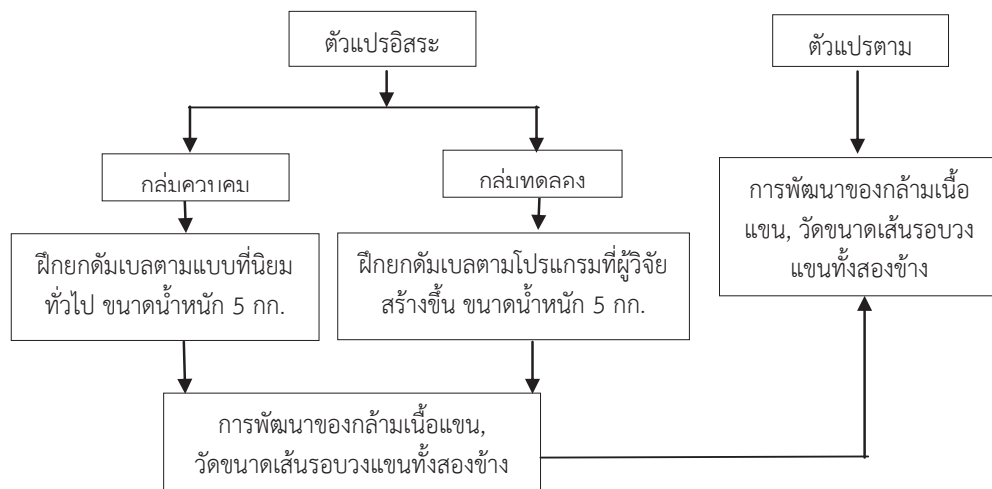 ตัวแปรอิสระ
ตัวแปรตาม
กลุ่มควบคุม
กลุ่มทดลอง
การพัฒนาของกล้ามเนื้อ
แขน, วัดขนาดเส้นรอบวง
แขนทั้งสองข้าง
ฝึกยกดัมเบลตามแบบที่นิยม
ทั่วไป ขนาดน้ำหนัก 5 กก.
ฝึกยกดัมเบลตามโปรแกรมที่ผู้วิจัย
สร้างขึ้น ขนาดน้ำหนัก 5 กก.
การพัฒนาของกล้ามเนื้อแขน,
วัดขนาดเส้นรอบวงแขนทั้งสองข้าง